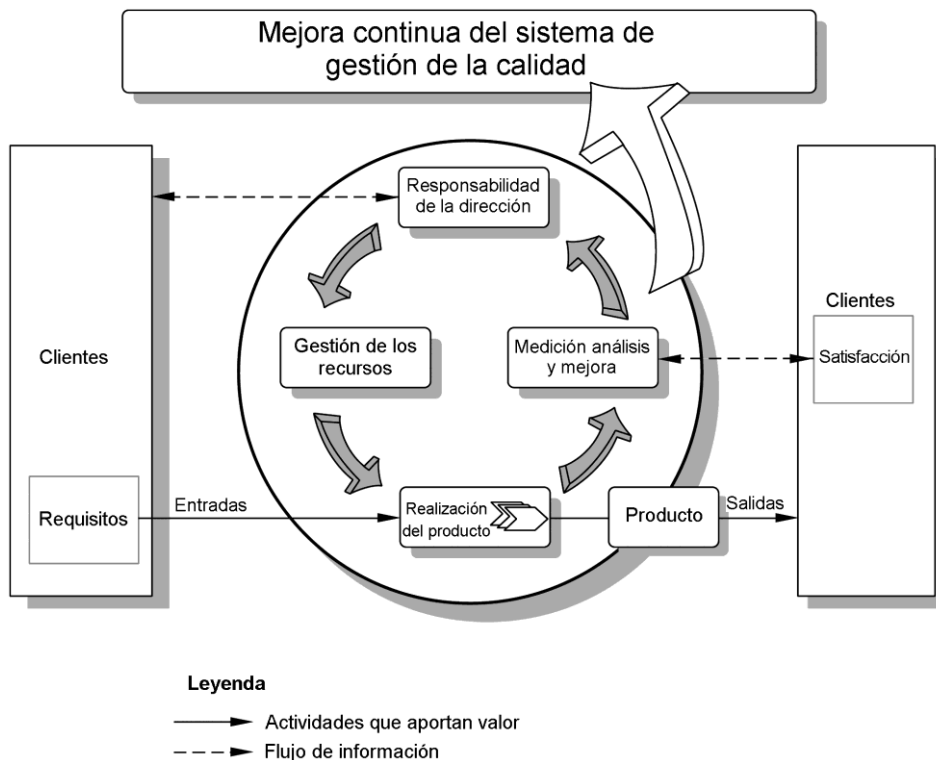 Mejora continua del sistema de
gestión de la calidad
Responsabilidad
de la dirección
Clientes
Gestión de los
recursos
Medición análisis
y mejora
Clientes
Satisfacción
Requisitos
Entradas
Realización
del producto
Producto
Salidas
Leyenda
Actividades que aportan valor
Flujo de información